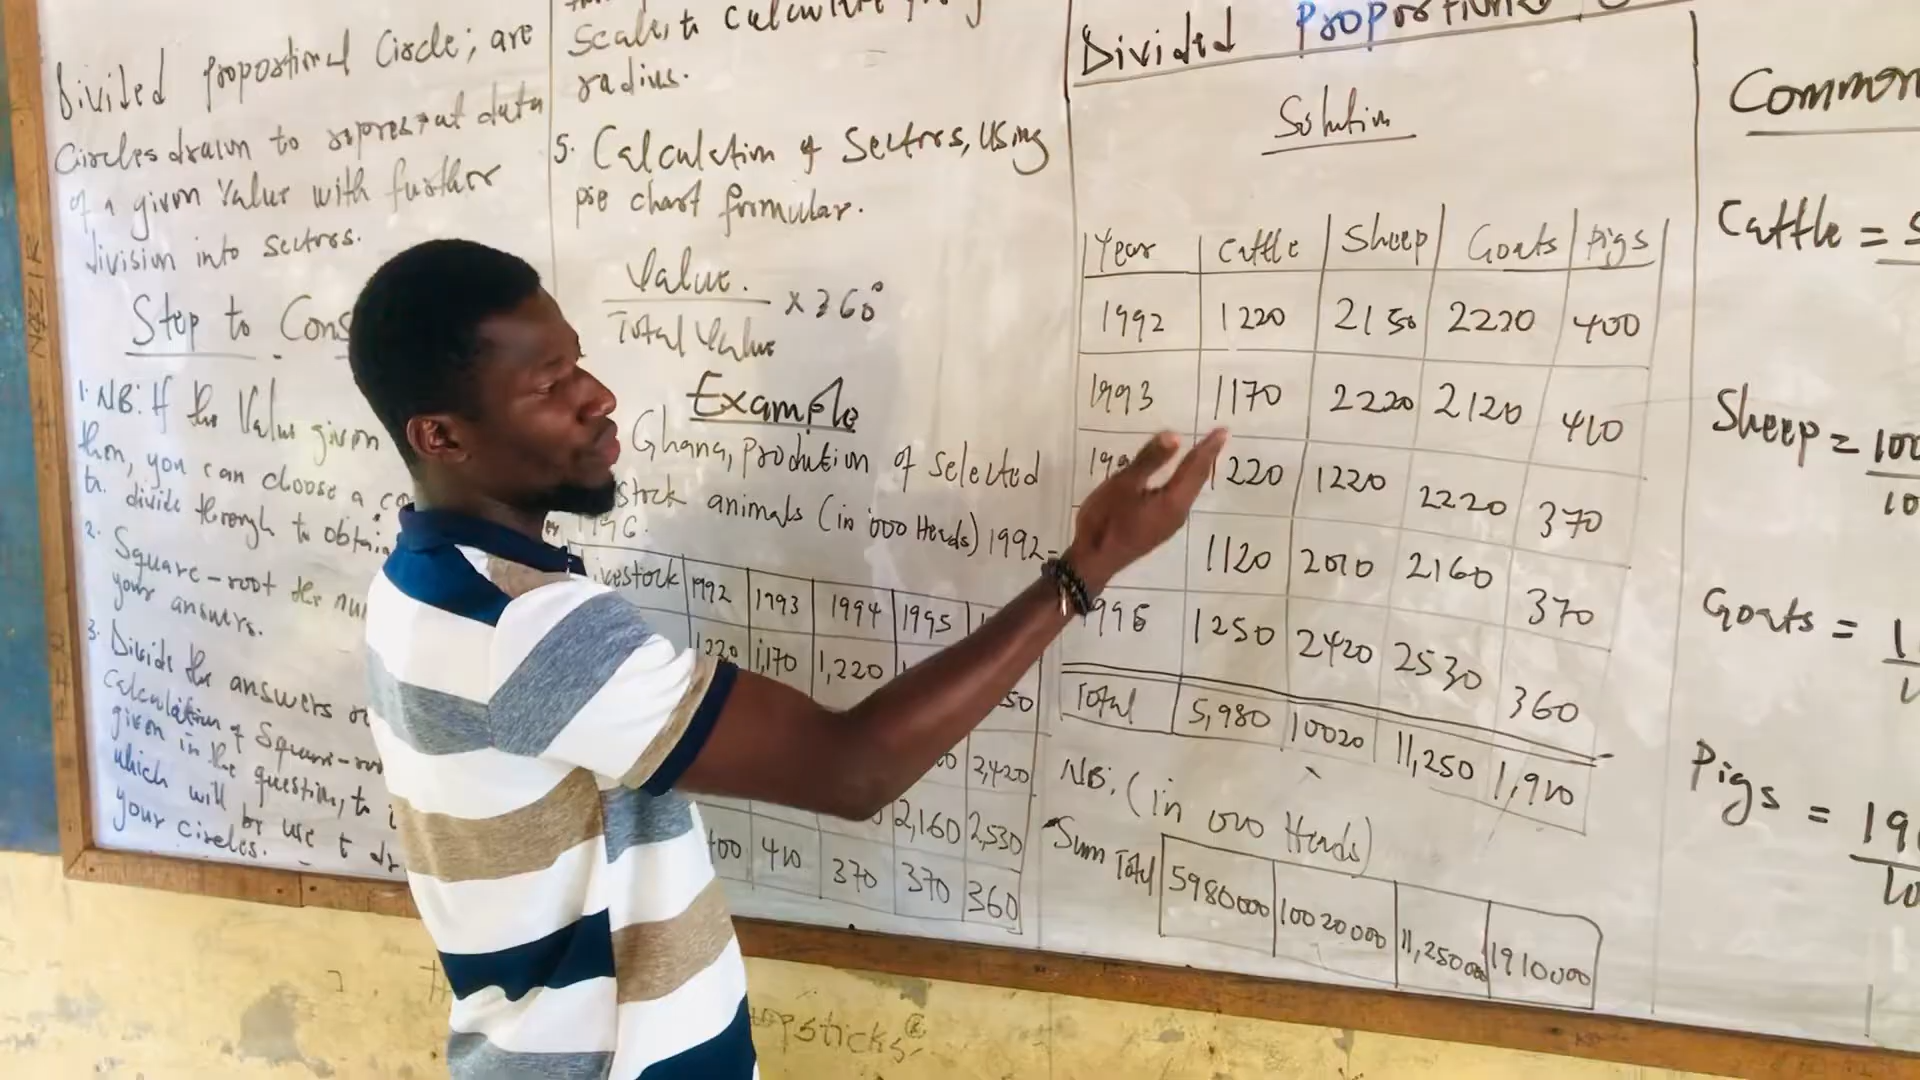 Divided proportional Circle; are
Circles drawn to represent data
of a given Value with further
division into sectors.
Step to Cons
1. NB: If the Value given
then, you can choose a co
to divide through to obtain
2. Square-root the nu
your answers.
3. Divide the answers
Calculation of Square-roo
given in the question, to
which will be use to dr
your circles.
Scale, to calculate
radius.
5. Calculation of Sectors, Using
pie chart formular.
Value.
Total Value
× 360°
Example
Ghana, production of selected
stock animals (in '000 Heads) 1992-
1996.
vestock 1992 1993 1994 1995
1220 1,170 1,220
50
2,420
2,160 2,530
400 410 370 370 360
Divided Proportional
Solution
Year Cattle Sheep Goats Pigs
1992 1220 2150 2220 400
1993 1170 2220 2120 410
199 1220 1220 2220 370
1120 2010 2160 370
1996 1250 2420 2530 360
Total 5,980 10020 11,250 1,910
NB: (in 000 Heads)
Sum Total 5980000 10020000 11,250000 1910000
Common
Cattle = 5
Sheep = 100
10
Goats = 1
Pigs = 19
10
NAZIR